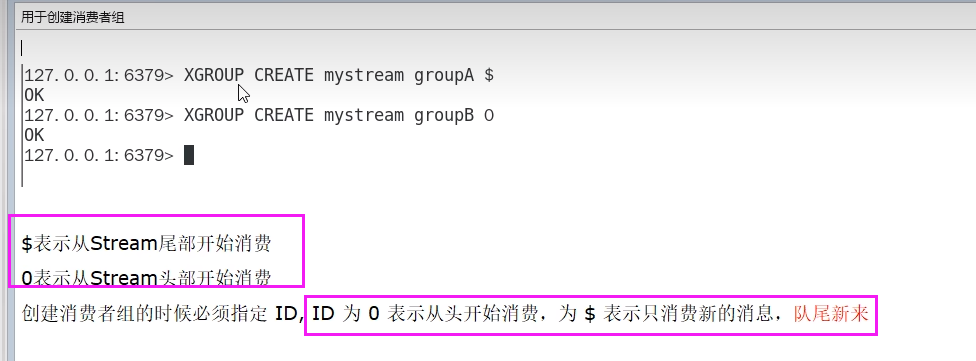 用于创建消费者组
127.0.0.1:6379> XGROUP CREATE mystream groupA $
OK
127.0.0.1:6379> XGROUP CREATE mystream groupB 0
OK
127.0.0.1:6379>
$表示从Stream尾部开始消费
0表示从Stream头部开始消费
创建消费者组的时候必须指定 ID, ID 为 0 表示从头开始消费，为 $ 表示只消费新的消息，队尾新来